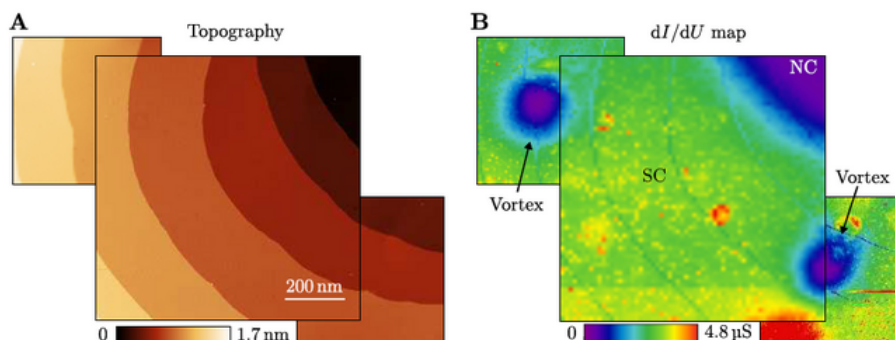 A
Topography
200 nm
0
1.7 nm
B
dI/dU map
NC
SC
Vortex
Vortex
0
4.8 µS